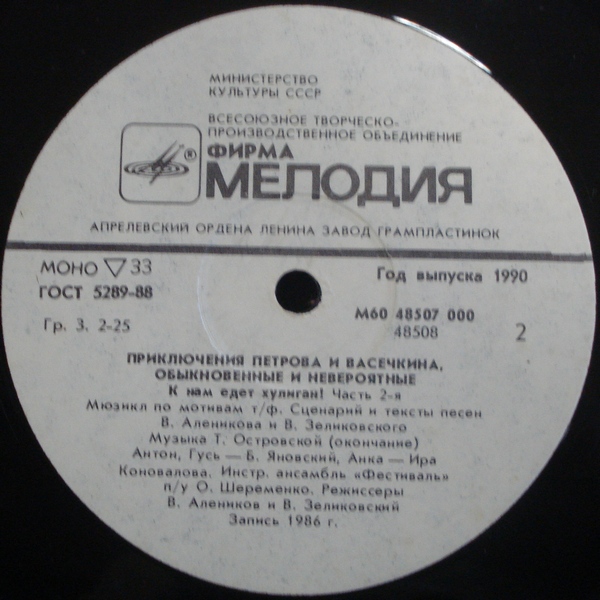 МИНИСТЕРСТВО
КУЛЬТУРЫ СССР
ВСЕСОЮЗНОЕ ТВОРЧЕСКО-
ПРОИЗВОДСТВЕННОЕ ОБЪЕДИНЕНИЕ
® ФИРМА
МЕЛОДИЯ
АПРЕЛЕВСКИЙ ОРДЕНА ЛЕНИНА ЗАВОД ГРАМПЛАСТИНОК
МОНО ▽ 33
Год выпуска 1990
ГОСТ 5289-88
М60 48507 000
Гр. 3. 2-25
48508
2
ПРИКЛЮЧЕНИЯ ПЕТРОВА И ВАСЕЧКИНА,
ОБЫКНОВЕННЫЕ И НЕВЕРОЯТНЫЕ
К нам едет хулиган! Часть 2-я
Мюзикл по мотивам т/ф. Сценарий и тексты песен
В. Аленикова и В. Зеликовского
Музыка Т. Островской (окончание)
Антон, Гусь — Б. Яновский, Анка — Ира
Коновалова. Инстр. ансамбль «Фестиваль»
п/у О. Шеременко. Режиссеры
В. Алеников и В. Зеликовский
Запись 1986 г.